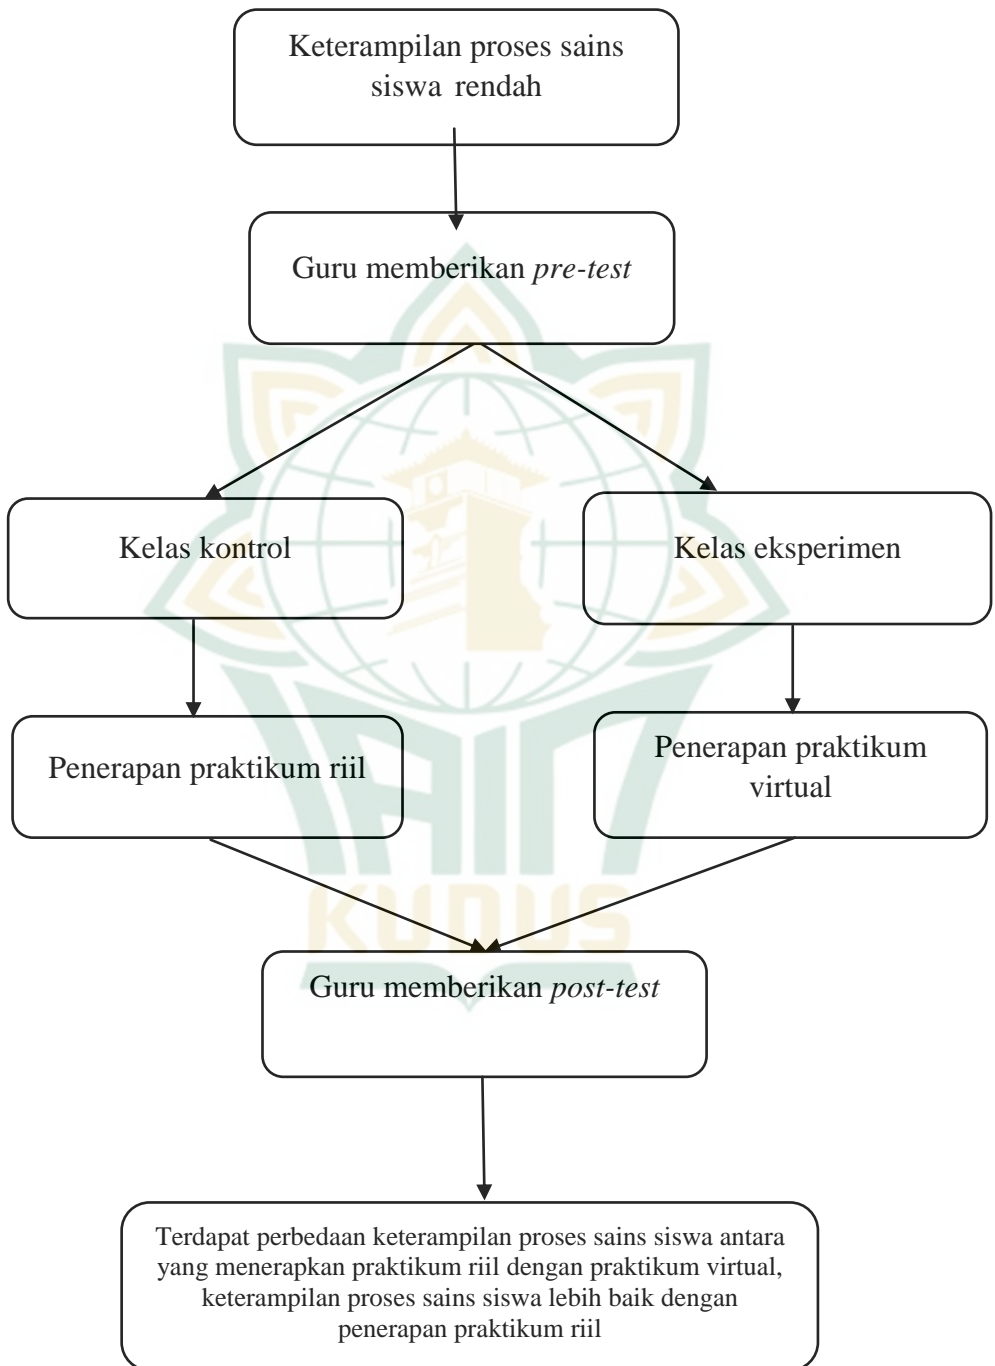 Keterampilan proses sains
siswa rendah
Guru memberikan pre-test
Kelas kontrol
Kelas eksperimen
Penerapan praktikum riil
Penerapan praktikum
virtual
Guru memberikan post-test
Terdapat perbedaan keterampilan proses sains siswa antara
yang menerapkan praktikum riil dengan praktikum virtual,
keterampilan proses sains siswa lebih baik dengan
penerapan praktikum riil
IAIN
KUDUS